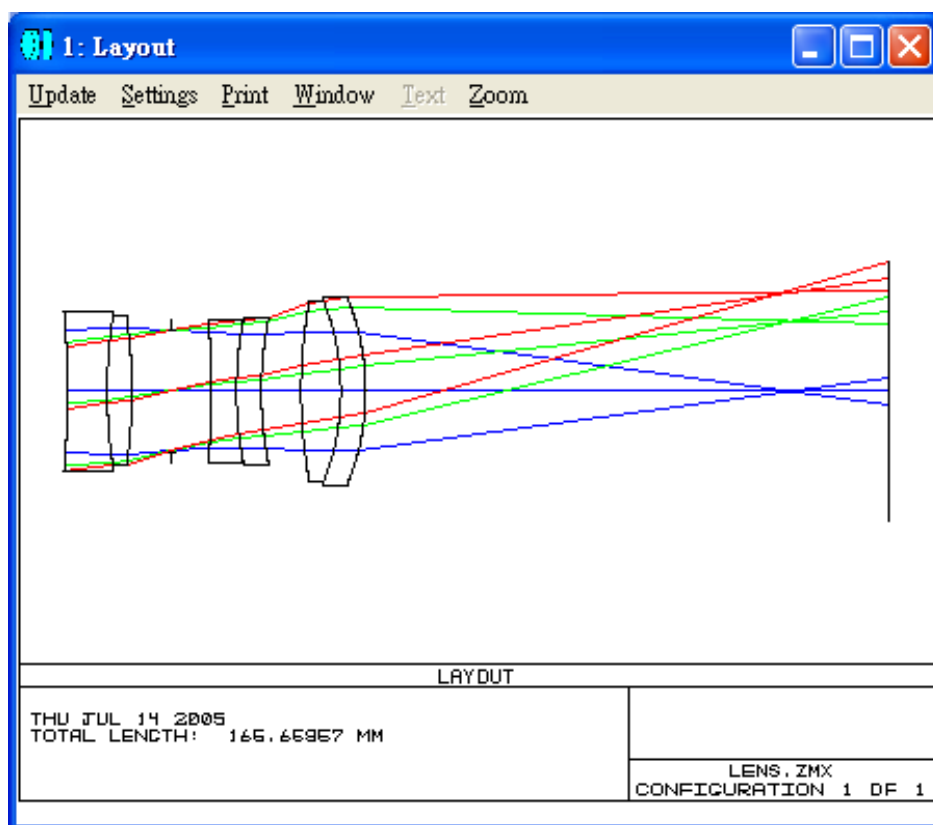 1: Layout
Update Settings Print Window Text Zoom
LAYOUT
THU JUL 14 2005
TOTAL LENGTH: 165.65957 MM
LENS.ZMX
CONFIGURATION 1 OF 1